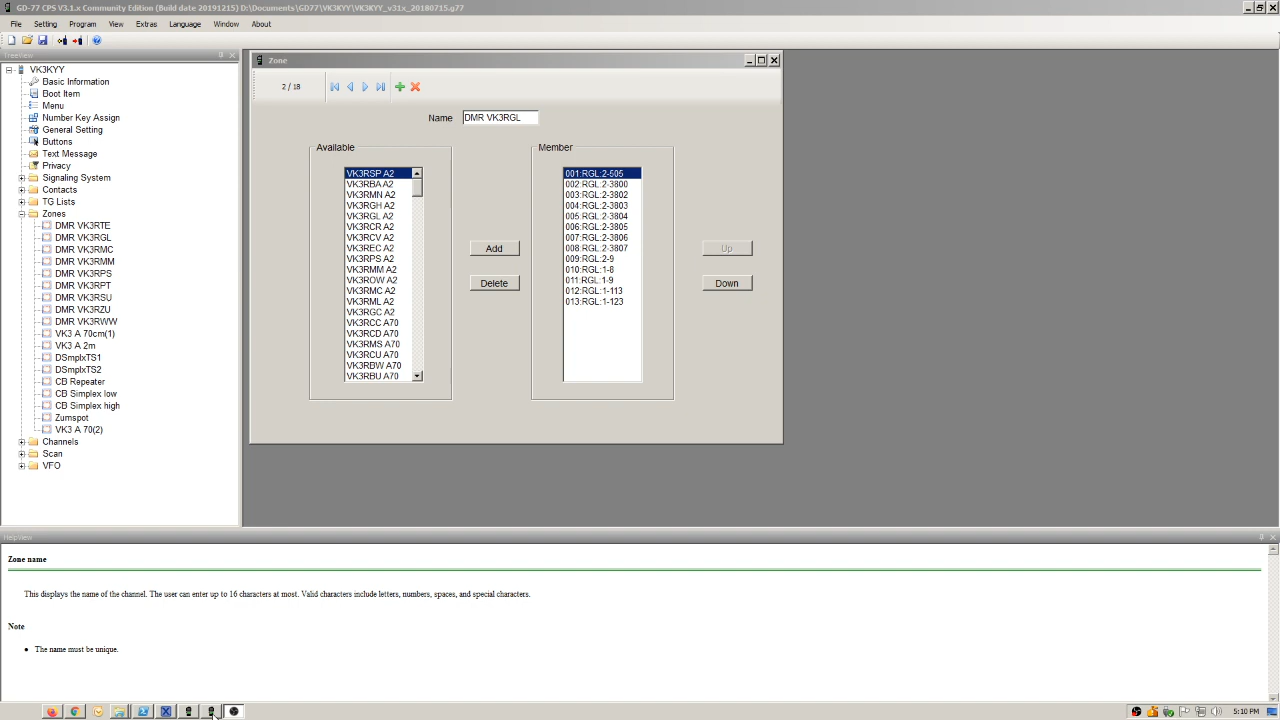 GD-77 CPS V3.1.x Community Edition (Build date 20191215) D:\Documents\GD77\VK3KYY\VK3KYY_v31x_20180715.g77
File Setting Program View Extras Language Window About
TreeView
VK3KYY
Basic Information
Boot Item
Menu
Number Key Assign
General Setting
Buttons
Text Message
Privacy
Signaling System
Contacts
TG Lists
Zones
DMR VK3RTE
DMR VK3RGL
DMR VK3RMC
DMR VK3RMM
DMR VK3RPS
DMR VK3RPT
DMR VK3RSU
DMR VK3RZU
DMR VK3RWW
VK3 A 70cm(1)
VK3 A 2m
DSmplxTS1
DSmplxTS2
CB Repeater
CB Simplex low
CB Simplex high
Zumspot
VK3 A 70(2)
Channels
Scan
VFO
Zone
2 / 18
Name DMR VK3RGL
Available
VK3RSP A2
VK3RBA A2
VK3RMN A2
VK3RGH A2
VK3RGL A2
VK3RCR A2
VK3RCV A2
VK3REC A2
VK3RPS A2
VK3RMM A2
VK3ROW A2
VK3RMC A2
VK3RML A2
VK3RGC A2
VK3RCC A70
VK3RCD A70
VK3RMS A70
VK3RCU A70
VK3RBW A70
VK3RBU A70
Add
Delete
Member
001:RGL:2-505
002:RGL:2-3800
003:RGL:2-3802
004:RGL:2-3803
005:RGL:2-3804
006:RGL:2-3805
007:RGL:2-3806
008:RGL:2-3807
009:RGL:2-9
010:RGL:1-8
011:RGL:1-9
012:RGL:1-113
013:RGL:1-123
Up
Down
HelpView
Zone name
This displays the name of the channel. The user can enter up to 16 characters at most. Valid characters include letters, numbers, spaces, and special characters.
Note
The name must be unique.
5:10 PM